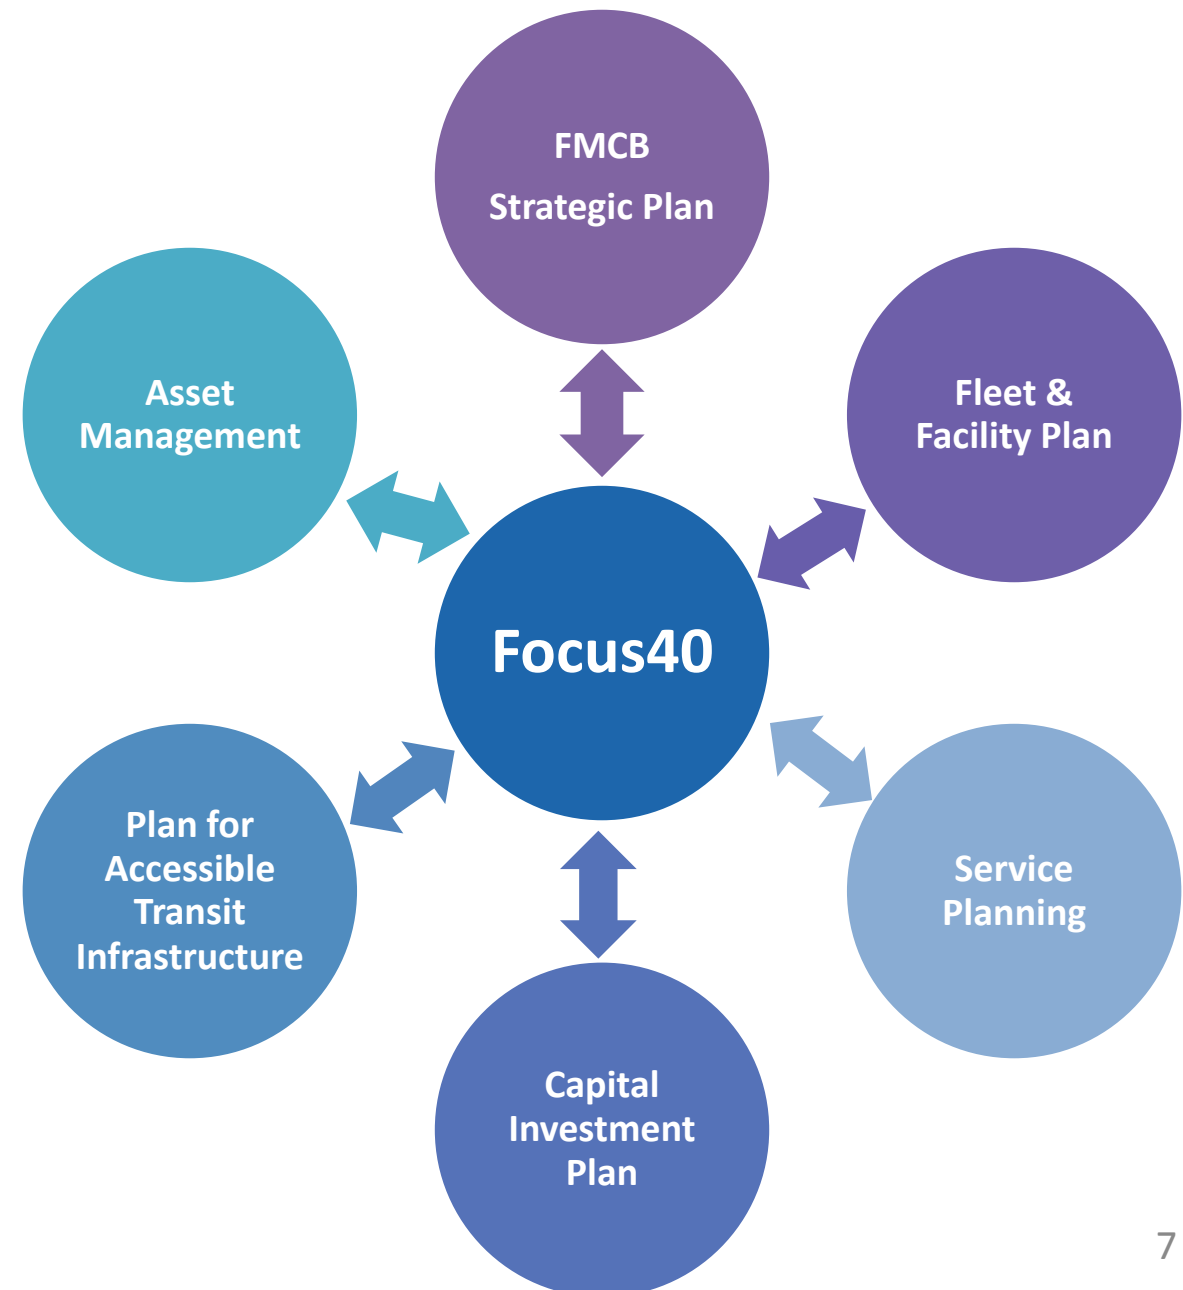 FMCB
Strategic Plan
Asset
Management
Fleet &
Facility Plan
Focus40
Plan for
Accessible
Transit
Infrastructure
Service
Planning
Capital
Investment
Plan
7